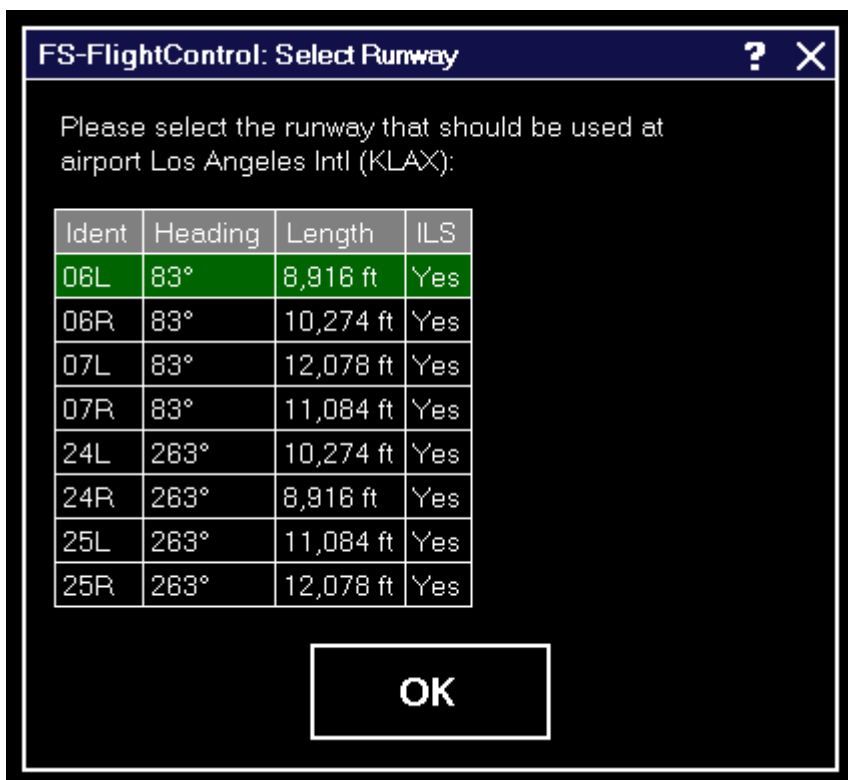 FS-FlightControl: Select Runway ? X
Please select the runway that should be used at
airport Los Angeles Intl (KLAX):
Ident Heading Length ILS
06L 83° 8,916 ft Yes
06R 83° 10,274 ft Yes
07L 83° 12,078 ft Yes
07R 83° 11,084 ft Yes
24L 263° 10,274 ft Yes
24R 263° 8,916 ft Yes
25L 263° 11,084 ft Yes
25R 263° 12,078 ft Yes
OK